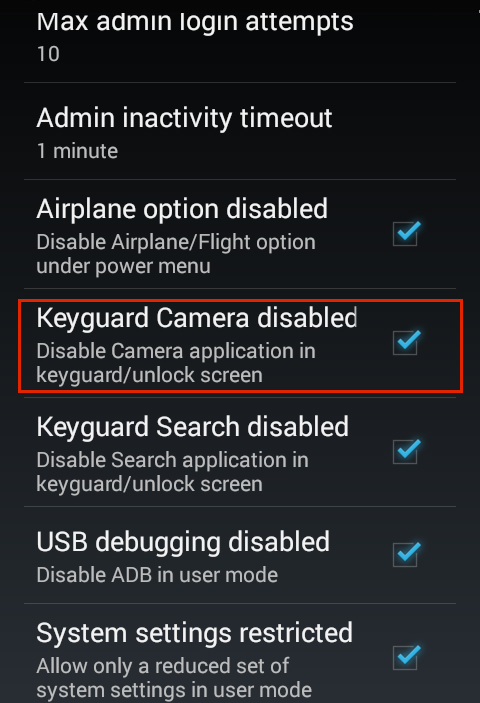 Max admin login attempts
10
Admin inactivity timeout
1 minute
Airplane option disabled
Disable Airplane/Flight option
under power menu
Keyguard Camera disabled
Disable Camera application in
keyguard/unlock screen
Keyguard Search disabled
Disable Search application in
keyguard/unlock screen
USB debugging disabled
Disable ADB in user mode
System settings restricted
Allow only a reduced set of
system settings in user mode